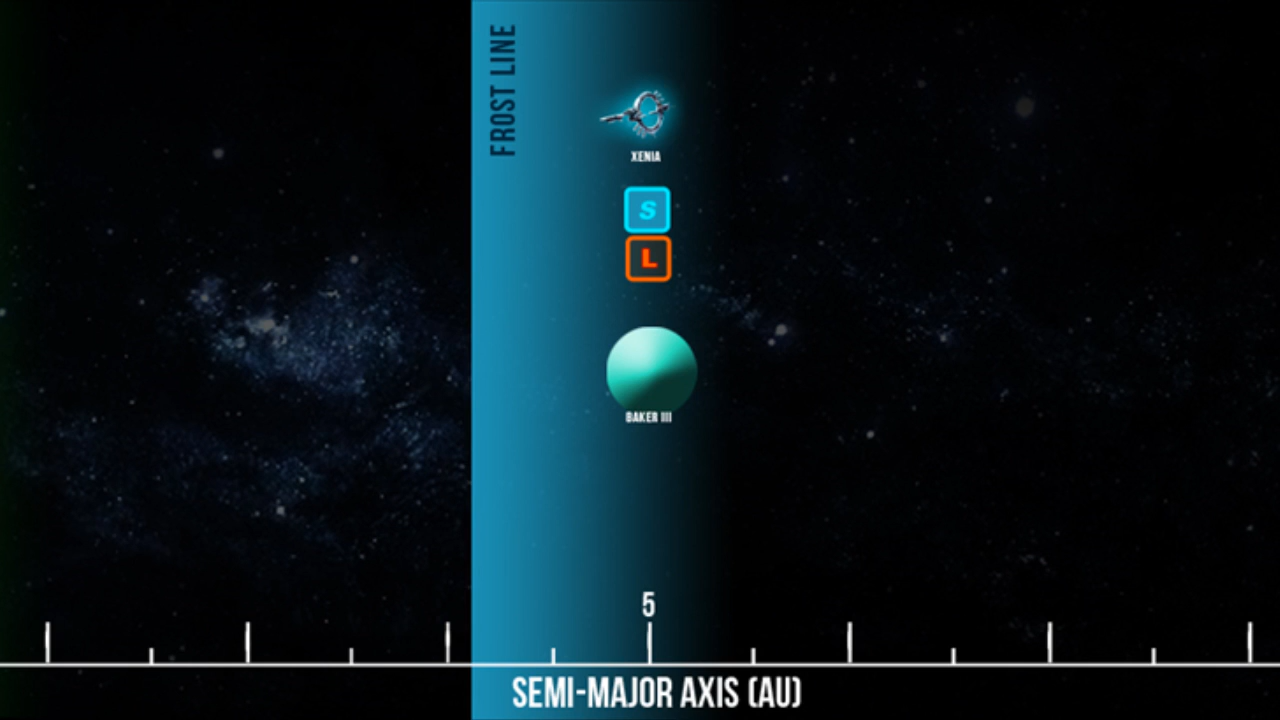 FROST LINE
XENIA
S
L
BAKER III
5
SEMI-MAJOR AXIS (AU)